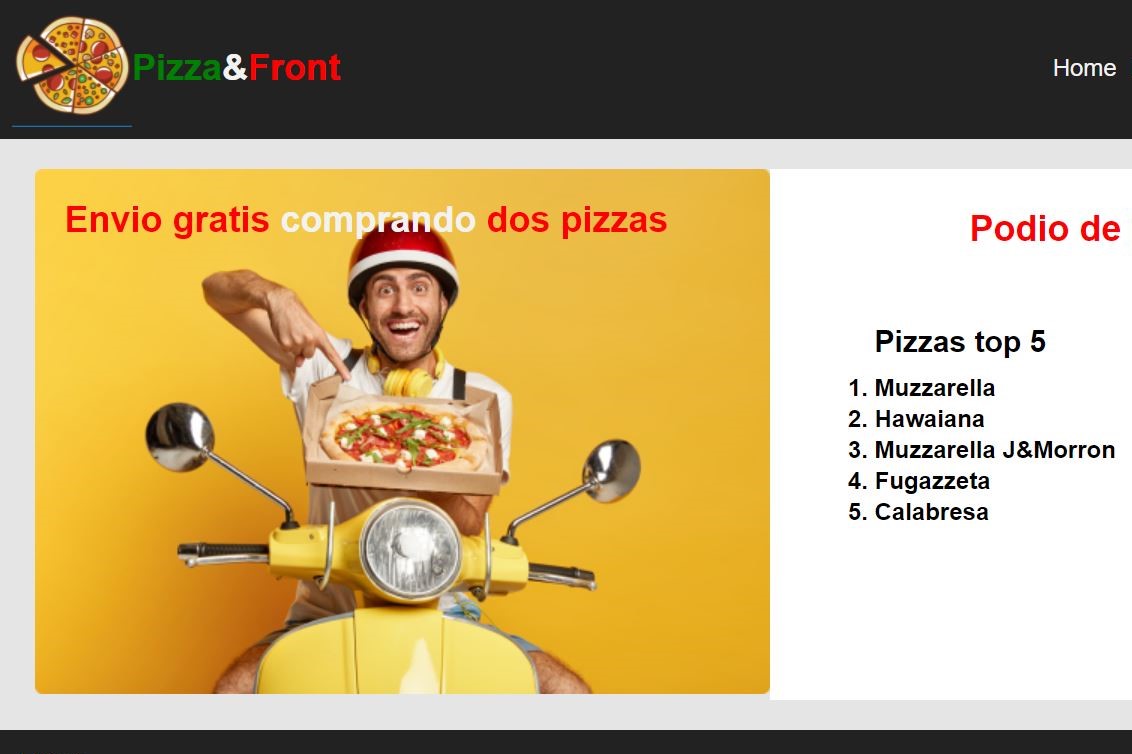 Pizza&Front
Home
Envio gratis comprando dos pizzas
Podio de
Pizzas top 5
1. Muzzarella
2. Hawaiana
3. Muzzarella J&Morron
4. Fugazzeta
5. Calabresa